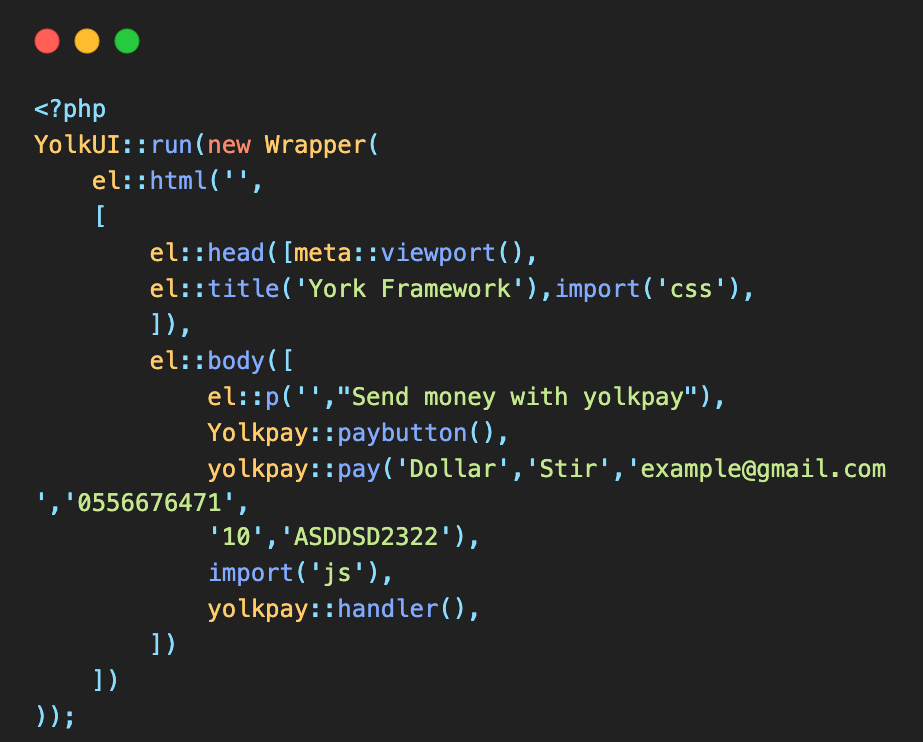 <?php
YolkUI::run(new Wrapper(
    el::html('',
    [
        el::head([meta::viewport(),
        el::title('York Framework'),import('css'),
        ]),
        el::body([
            el::p('',"Send money with yolkpay"),
            Yolkpay::paybutton(),
            yolkpay::pay('Dollar','Stir','example@gmail.com
','0556676471',
            '10','ASDDSD2322'),
            import('js'),
            yolkpay::handler(),
        ])
    ])
));